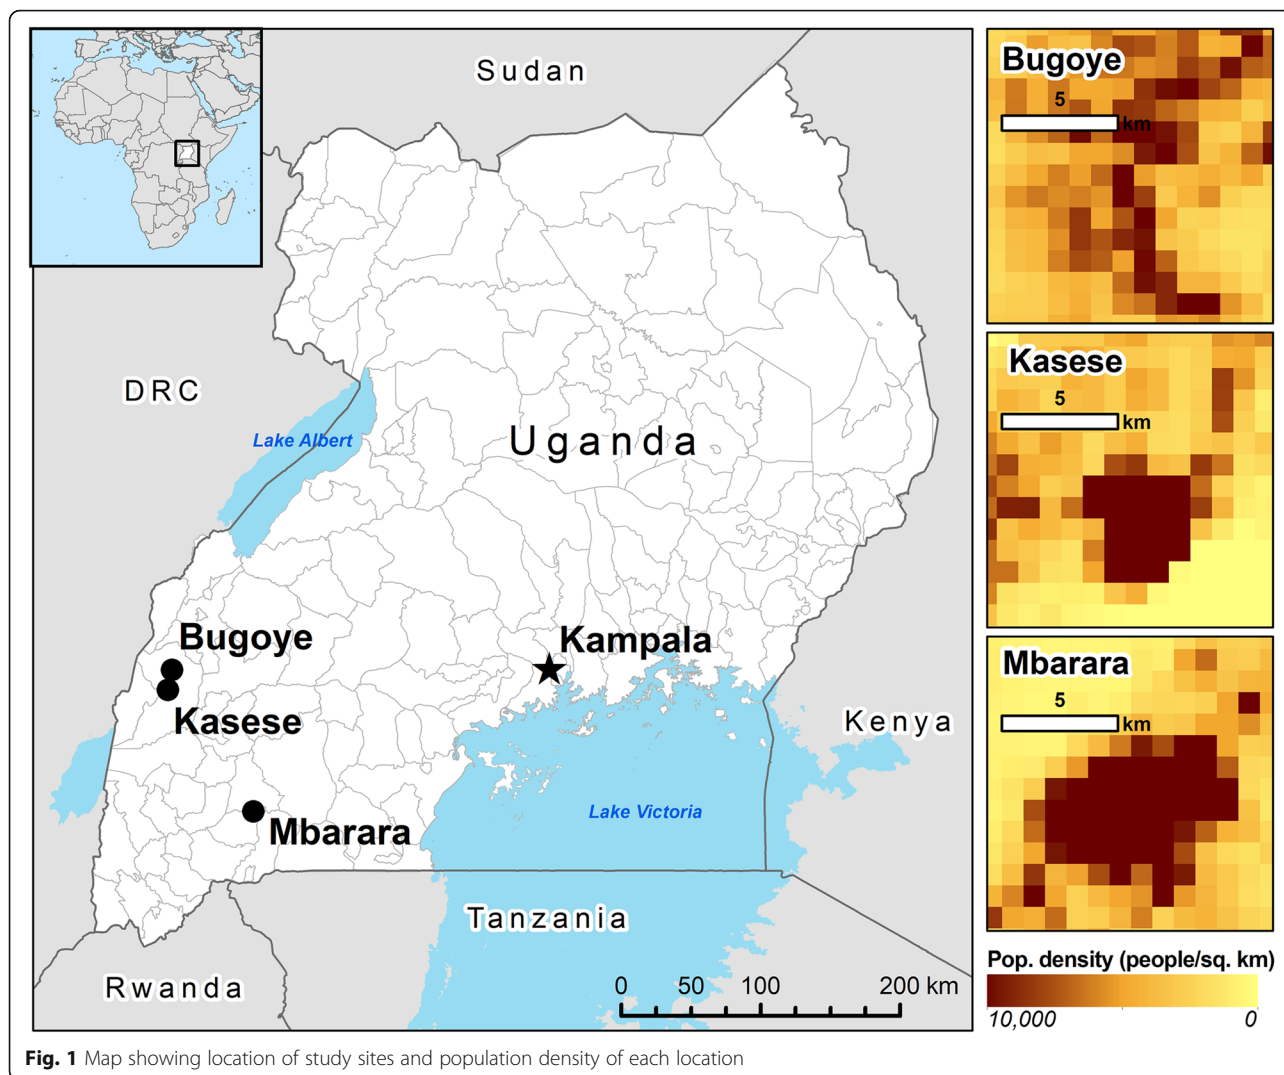 Sudan
DRC
Lake Albert
Uganda
Bugoye
Kasese
Kampala
Mbarara
Kenya
Lake Victoria
Tanzania
Rwanda
0 50 100 200 km
Bugoye
5
km
Kasese
5
km
Mbarara
5
km
Pop. density (people/sq. km)
10,000 0
Fig. 1 Map showing location of study sites and population density of each location